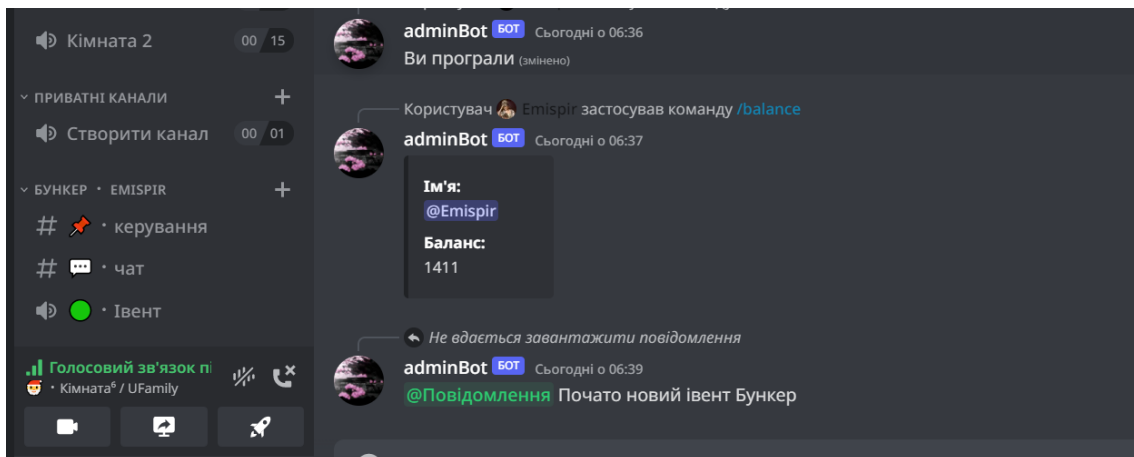 Кімната 2
00 15
ПРИВАТНІ КАНАЛИ
Створити канал
00 01
БУНКЕР • EMISPIR
• керування
• чат
• Івент
Голосовий зв'язок пі
• Кімната⁶ / UFamily
adminBot БОТ Сьогодні о 06:36
Ви програли (змінено)
Користувач Emispir застосував команду /balance
adminBot БОТ Сьогодні о 06:37
Ім'я:
@Emispir
Баланс:
1411
Не вдається завантажити повідомлення
adminBot БОТ Сьогодні о 06:39
@Повідомлення Почато новий івент Бункер